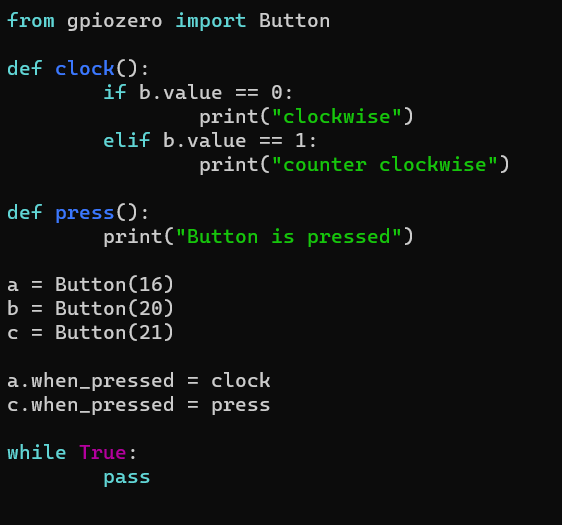 from gpiozero import Button

def clock():
        if b.value == 0:
                print("clockwise")
        elif b.value == 1:
                print("counter clockwise")

def press():
        print("Button is pressed")

a = Button(16)
b = Button(20)
c = Button(21)

a.when_pressed = clock
c.when_pressed = press

while True:
        pass